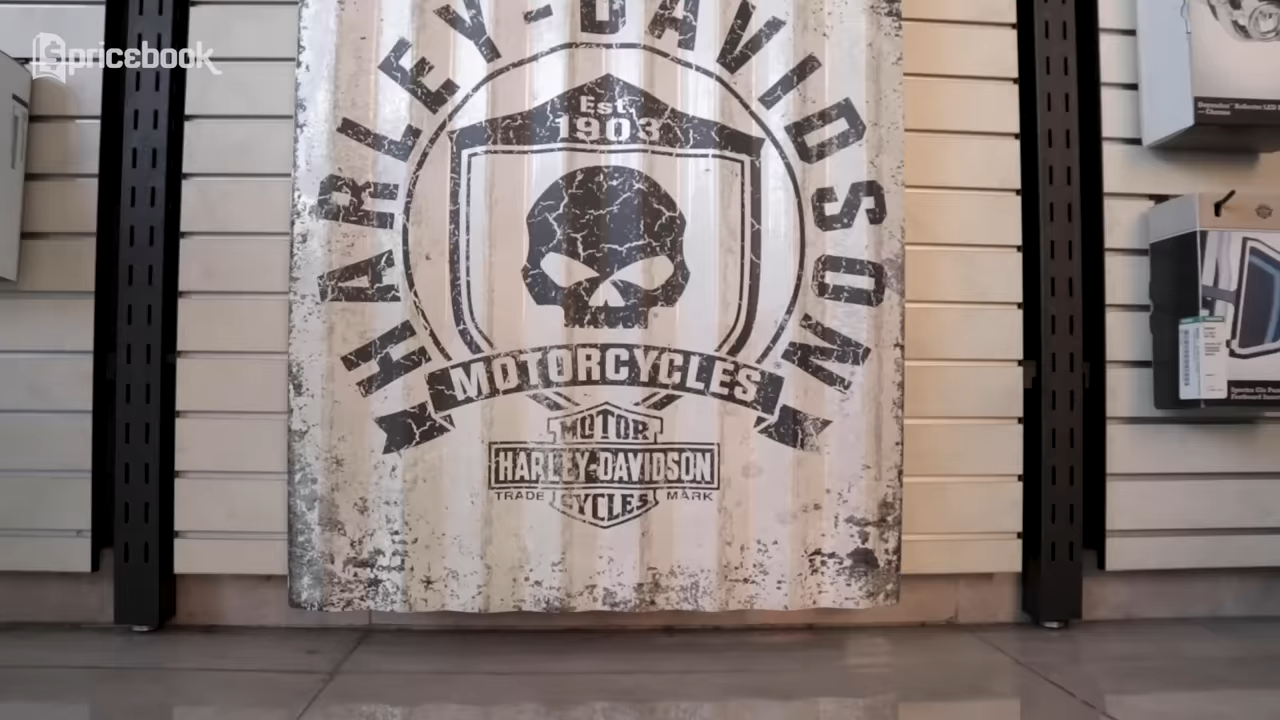 pricebook
HARLEY-DAVIDSON
Est.
1903
MOTORCYCLES
MOTOR
HARLEY-DAVIDSON
TRADE MARK
CYCLES